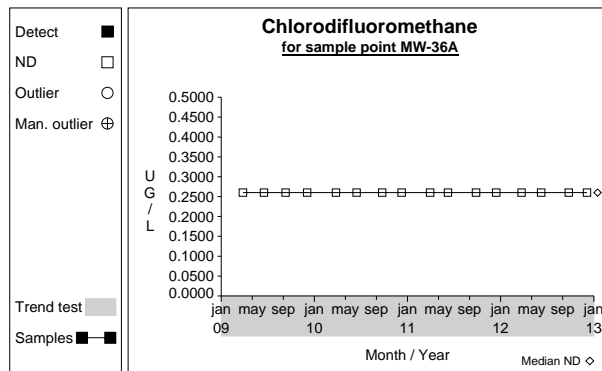 Detect
ND
Outlier
Man. outlier
Trend test
Samples
Chlorodifluoromethane
for sample point MW-36A
0.5000
0.4500
0.4000
0.3500
0.3000
0.2500
0.2000
0.1500
0.1000
0.0500
0.0000
U
G
/
L
jan may sep jan may sep jan may sep jan may sep jan
09 10 11 12 13
Month / Year
Median ND